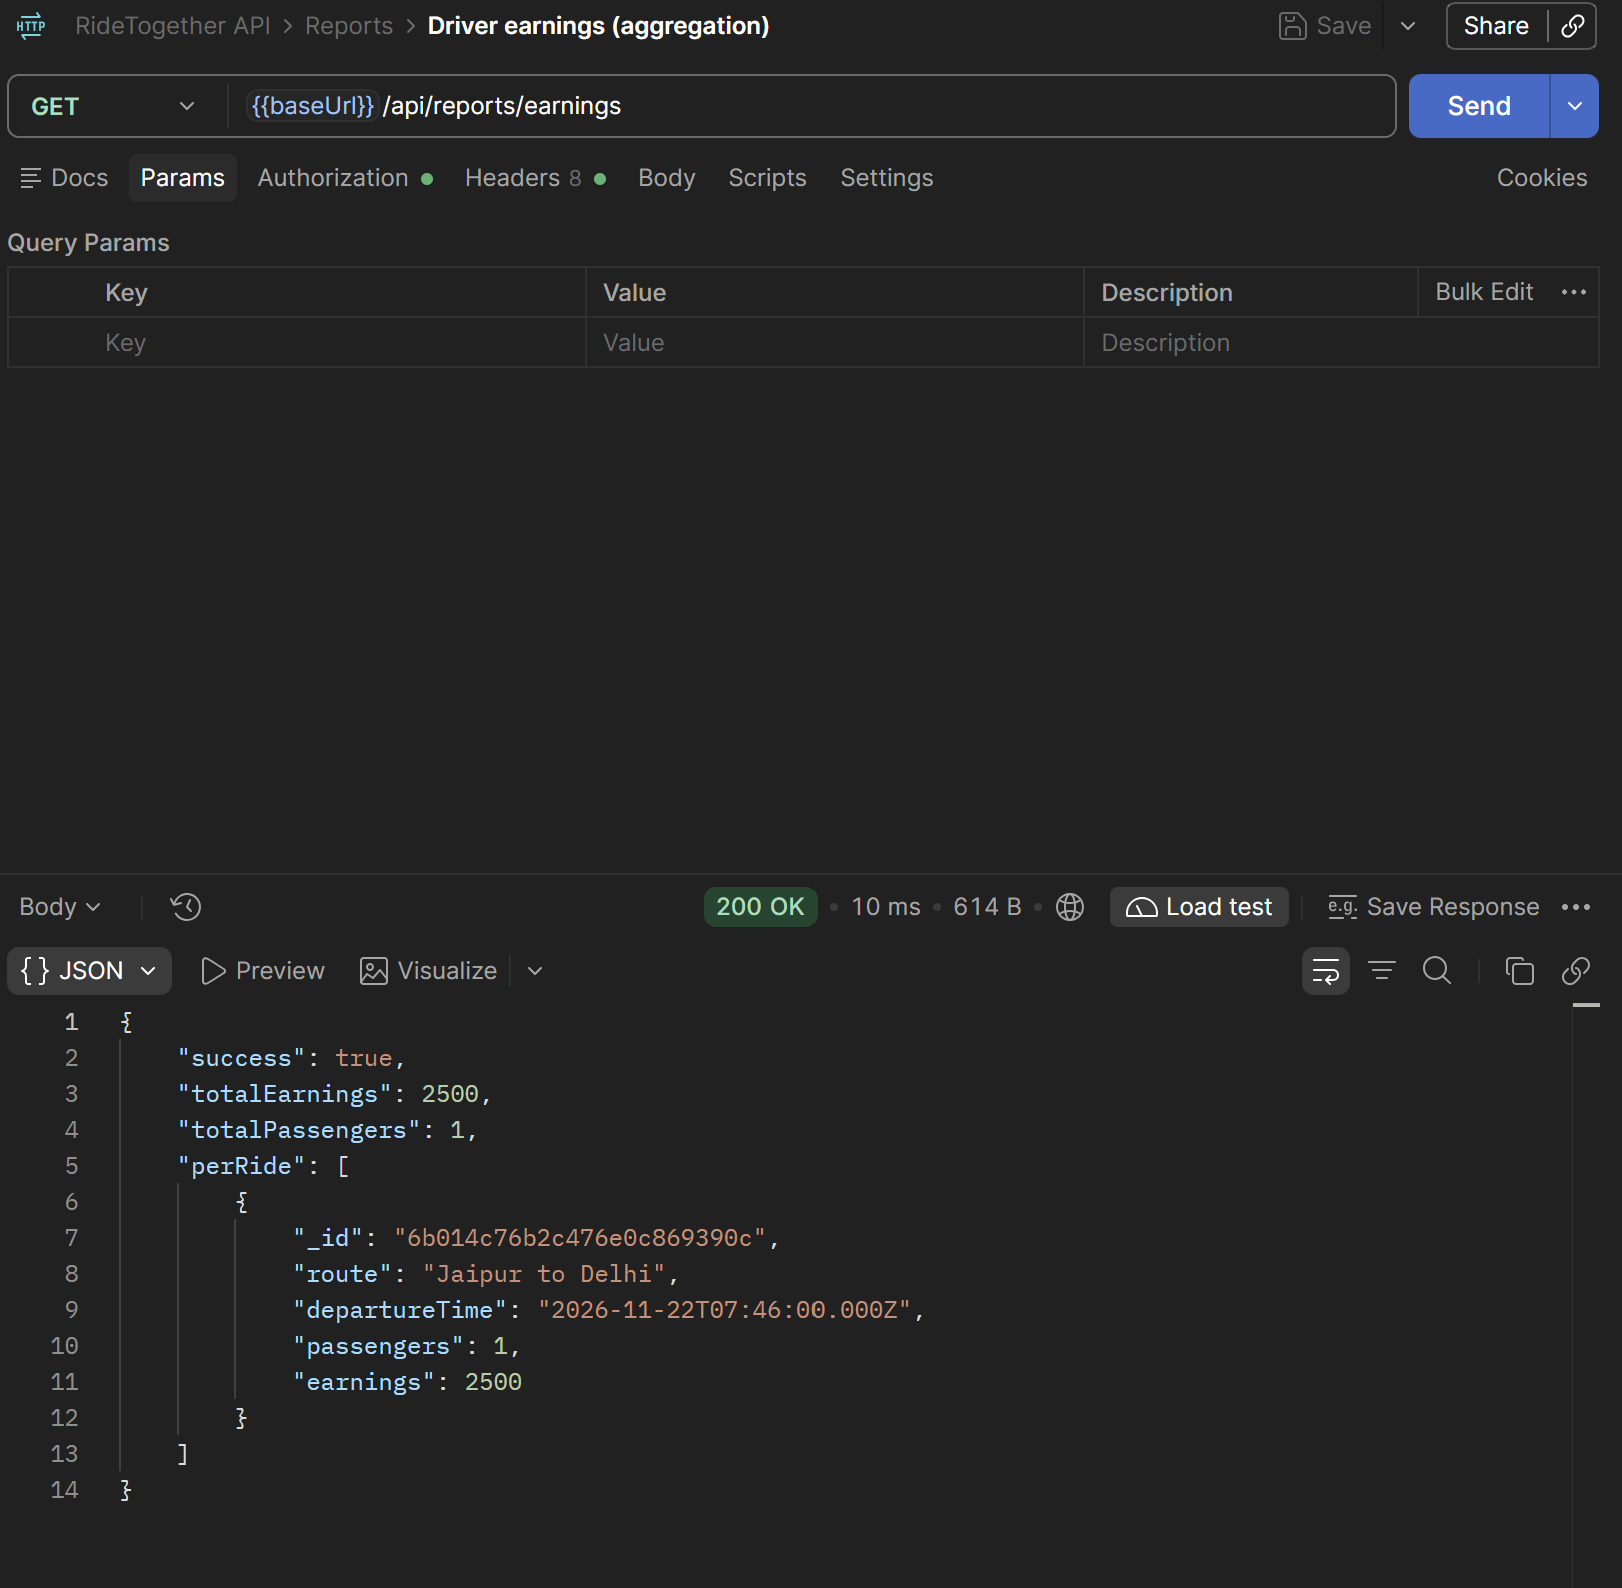 HTTP RideTogether API > Reports > Driver earnings (aggregation) Save Share
GET {{baseUrl}} /api/reports/earnings Send
Docs Params Authorization Headers 8 Body Scripts Settings Cookies
Query Params
Key Value Description Bulk Edit
Key Value Description
Body 200 OK 10 ms 614 B Load test e.g. Save Response
{} JSON Preview Visualize
1 {
2 "success": true,
3 "totalEarnings": 2500,
4 "totalPassengers": 1,
5 "perRide": [
6 {
7 "_id": "6b014c76b2c476e0c869390c",
8 "route": "Jaipur to Delhi",
9 "departureTime": "2026-11-22T07:46:00.000Z",
10 "passengers": 1,
11 "earnings": 2500
12 }
13 ]
14 }